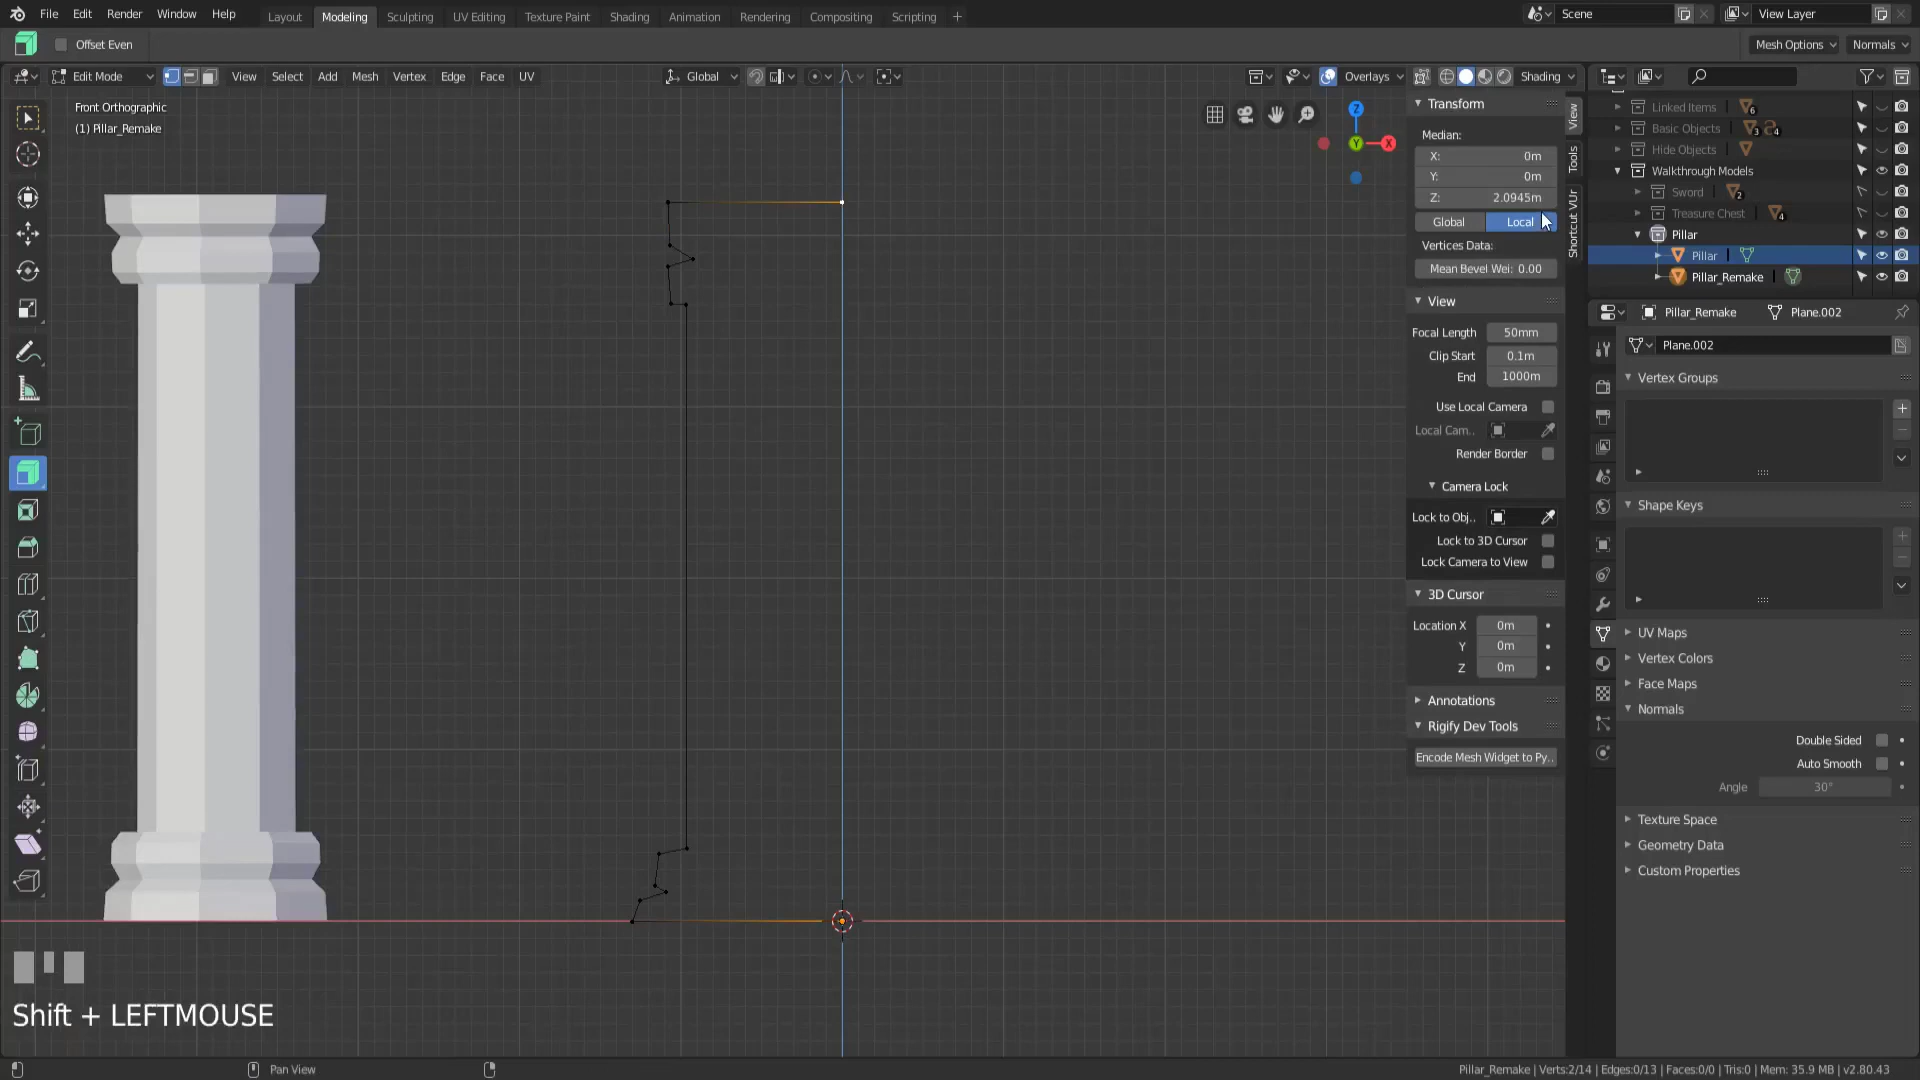 File Edit Render Window Help Layout Modeling Sculpting UV Editing Texture Paint Shading Animation Rendering Compositing Scripting + Scene View Layer
Offset Even Mesh Options Normals
Edit Mode View Select Add Mesh Vertex Edge Face UV Global Overlays Shading
Front Orthographic
(1) Pillar_Remake
Z
Y
X
Transform
Median:
X: 0m
Y: 0m
Z: 2.0945m
Global Local
Vertices Data:
Mean Bevel Wei: 0.00
View
Focal Length 50mm
Clip Start 0.1m
End 1000m
Use Local Camera
Local Cam..
Render Border
Camera Lock
Lock to Obj..
Lock to 3D Cursor
Lock Camera to View
3D Cursor
Location X 0m
Y 0m
Z 0m
Annotations
Rigify Dev Tools
Encode Mesh Widget to Py..
View
Tools
Shortcut VUr
Linked Items 6
Basic Objects 3 4
Hide Objects
Walkthrough Models
Sword 2
Treasure Chest 4
Pillar
Pillar
Pillar_Remake
Pillar_Remake Plane.002
Plane.002
Vertex Groups
Shape Keys
UV Maps
Vertex Colors
Face Maps
Normals
Double Sided
Auto Smooth
Angle 30°
Texture Space
Geometry Data
Custom Properties
Shift + LEFTMOUSE
Pan View
Pillar_Remake | Verts:2/14 | Edges:0/13 | Faces:0/0 | Tris:0 | Mem: 35.9 MB | v2.80.43